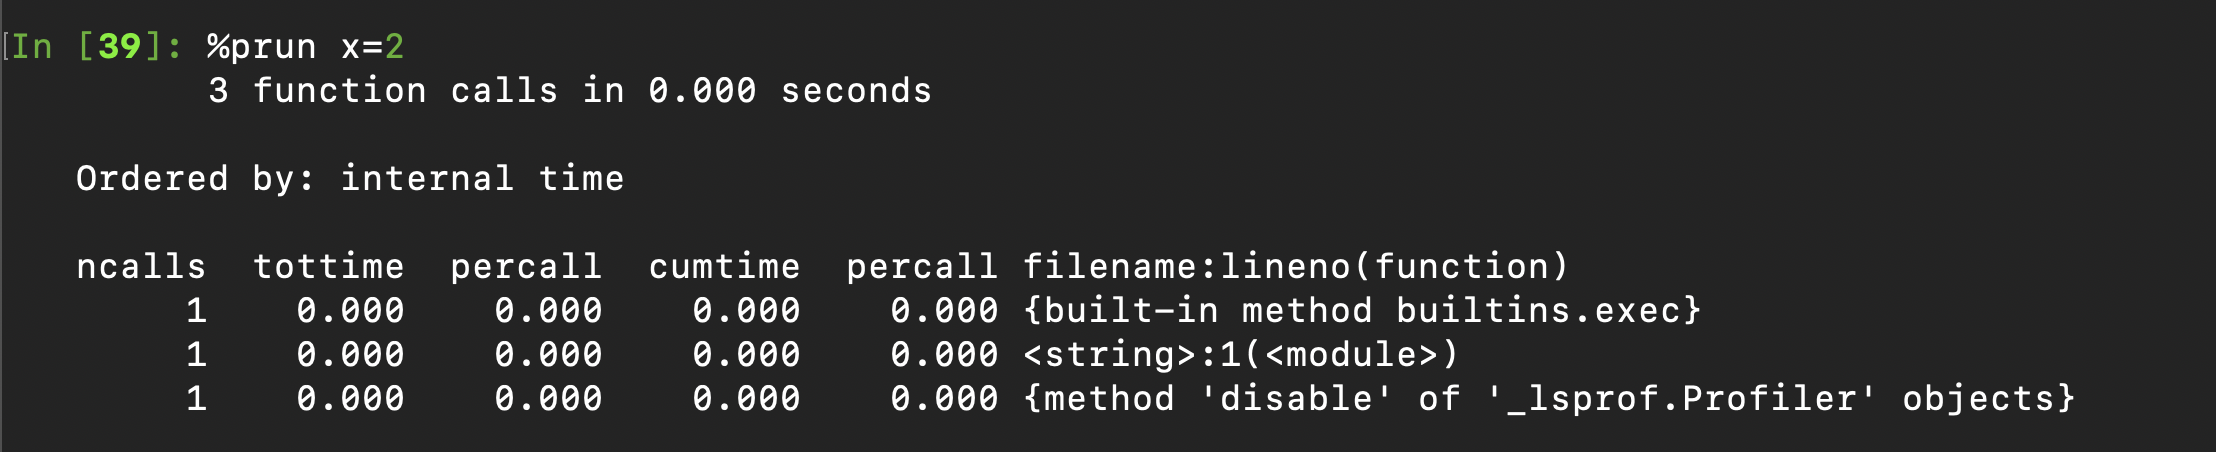 In [39]: %prun x=2
3 function calls in 0.000 seconds
Ordered by: internal time
ncalls tottime percall cumtime percall filename:lineno(function)
1 0.000 0.000 0.000 0.000 {built-in method builtins.exec}
1 0.000 0.000 0.000 0.000 <string>:1(<module>)
1 0.000 0.000 0.000 0.000 {method 'disable' of '_lsprof.Profiler' objects}